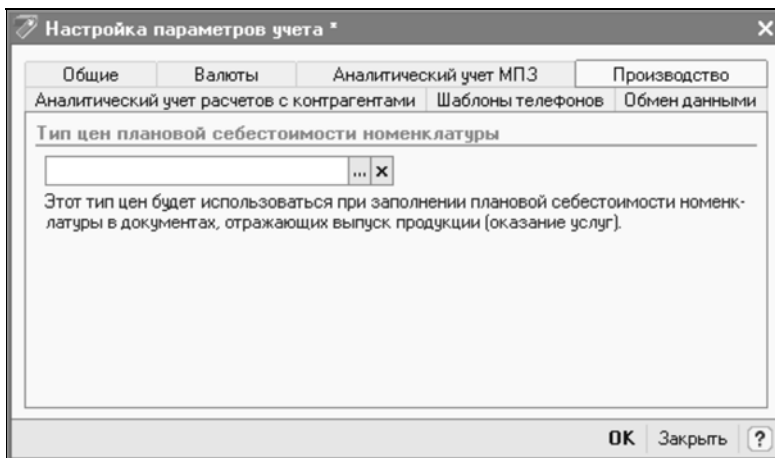 Настройка параметров учета *
Общие Валюты Аналитический учет МПЗ Производство
Аналитический учет расчетов с контрагентами Шаблоны телефонов Обмен данными
Тип цен плановой себестоимости номенклатуры
... x
Этот тип цен будет использоваться при заполнении плановой себестоимости номенк-
латуры в документах, отражающих выпуск продукции (оказание услуг).
OK Закрыть ?